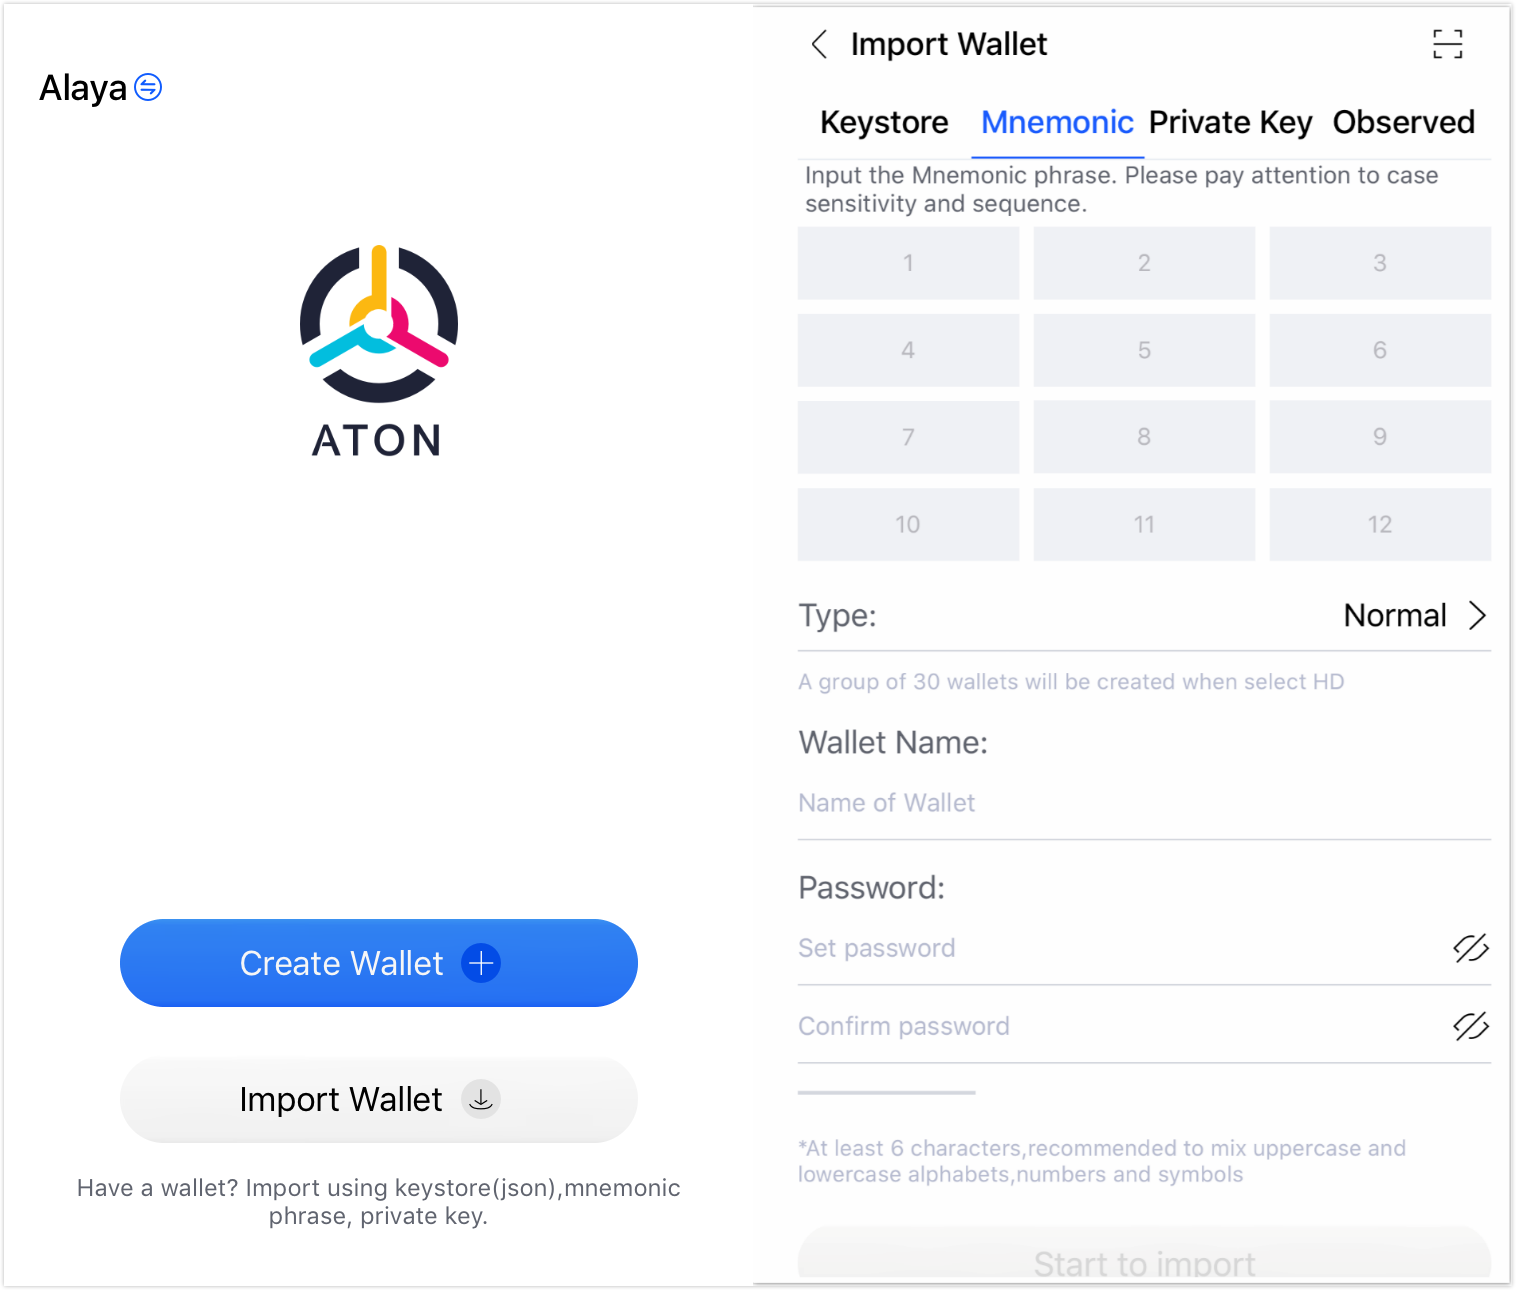 Alaya
ATON
Create Wallet
Import Wallet
Have a wallet? Import using keystore(json),mnemonic
phrase, private key.
Import Wallet
Keystore Mnemonic Private Key Observed
Input the Mnemonic phrase. Please pay attention to case
sensitivity and sequence.
1 2 3
4 5 6
7 8 9
10 11 12
Type: Normal
A group of 30 wallets will be created when select HD
Wallet Name:
Name of Wallet
Password:
Set password
Confirm password
*At least 6 characters,recommended to mix uppercase and
lowercase alphabets,numbers and symbols
Start to import